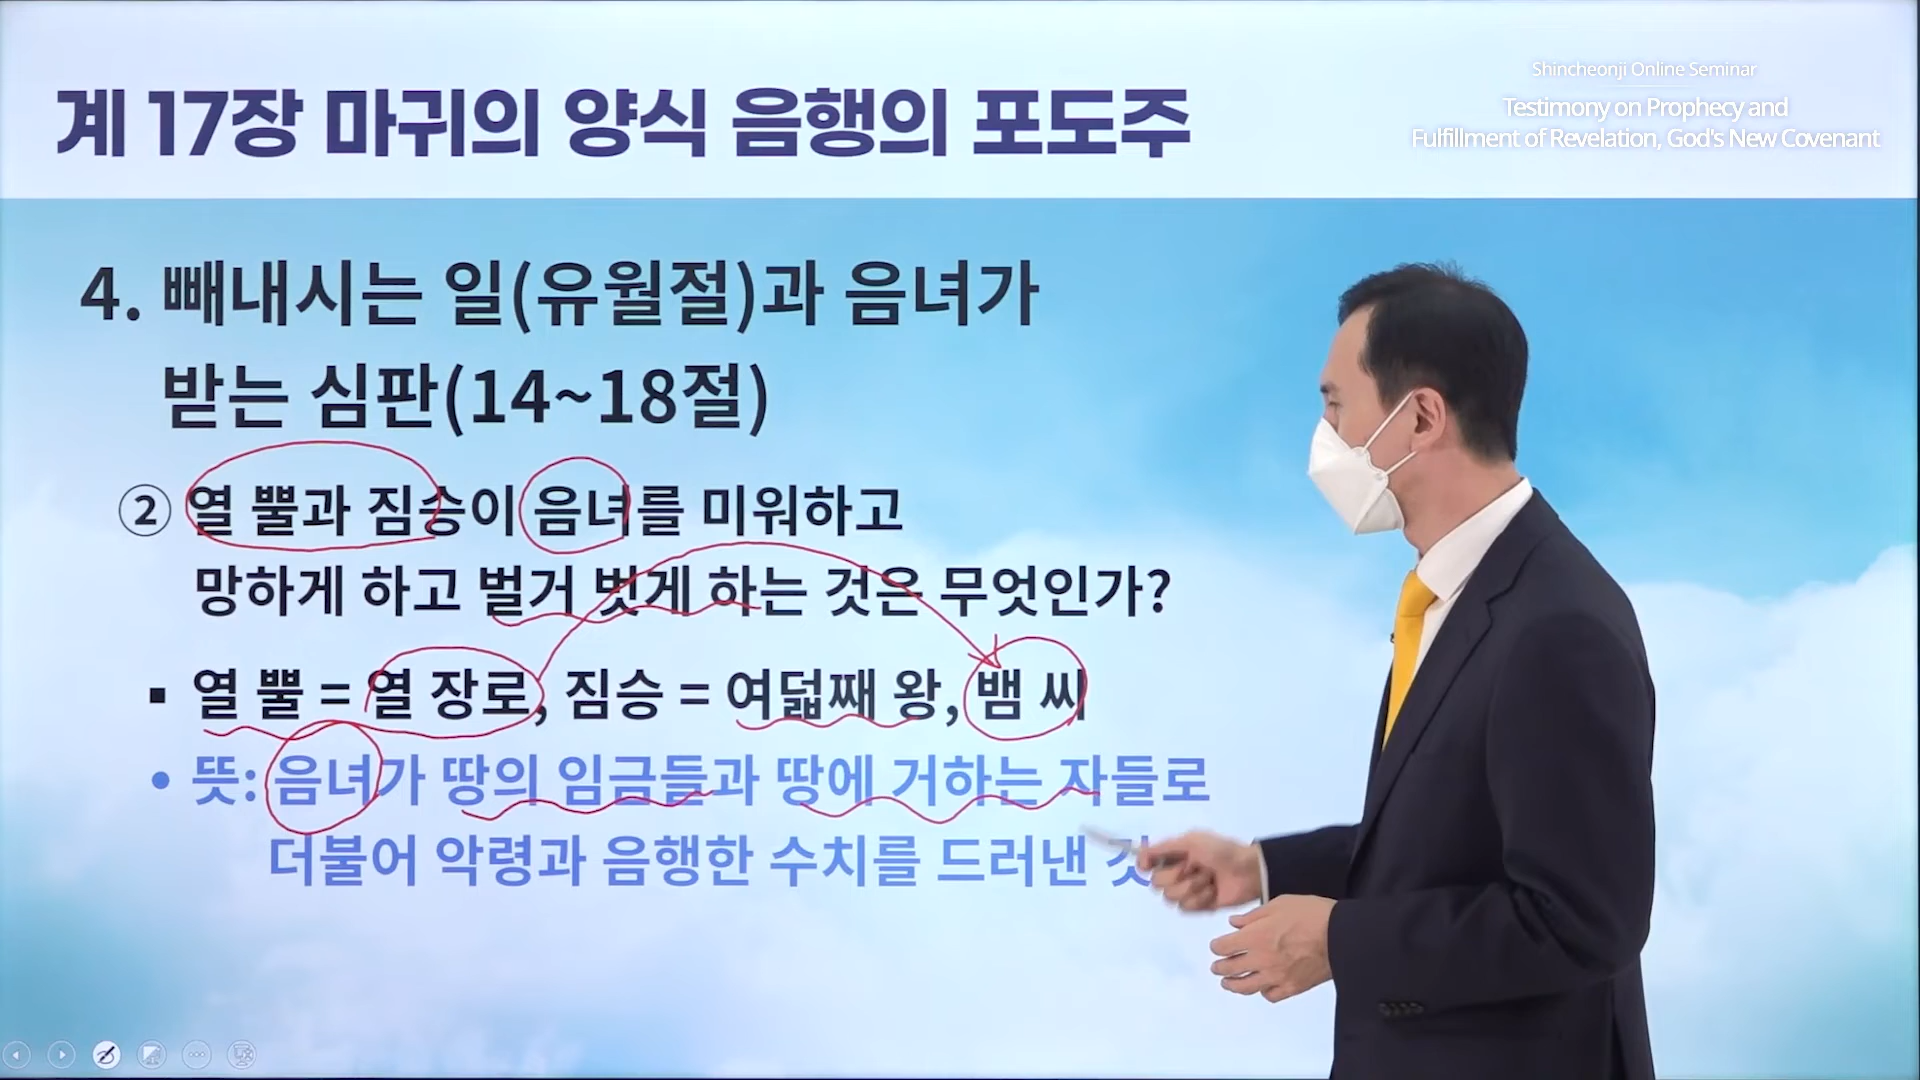 계 17장 마귀의 양식 음행의 포도주
Shincheonji Online Seminar
Testimony on Prophecy and
Fulfillment of Revelation, God's New Covenant
4. 빼내시는 일(유월절)과 음녀가
받는 심판(14~18절)
② 열 뿔과 짐승이 음녀를 미워하고
망하게 하고 벌거 벗게 하는 것은 무엇인가?
▪ 열 뿔 = 열 장로, 짐승 = 여덟째 왕, 뱀 씨
• 뜻: 음녀가 땅의 임금들과 땅에 거하는 자들로
더불어 악령과 음행한 수치를 드러낸 것